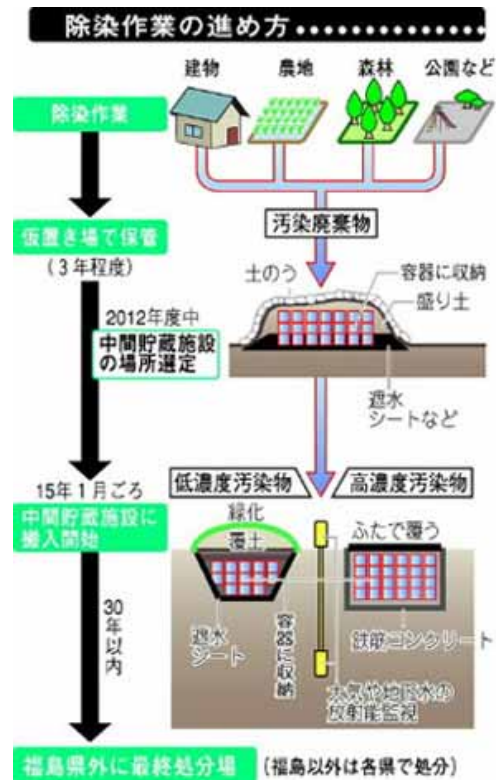 除染作業の進め方
建物
農地
森林
公園など
除染作業
仮置き場で保管
(3年程度)
汚染廃棄物
土のう
容器に収納
盛り土
2012年度中
中間貯蔵施設
の場所選定
遮水
シートなど
15年1月ごろ
中間貯蔵施設に
搬入開始
低濃度汚染物
高濃度汚染物
緑化
覆土
ふたで覆う
遮水
シート
容器に収納
鉄筋コンクリート
大気や地下水の
放射能監視
30年以内
福島県外に最終処分場
(福島以外は各県で処分)